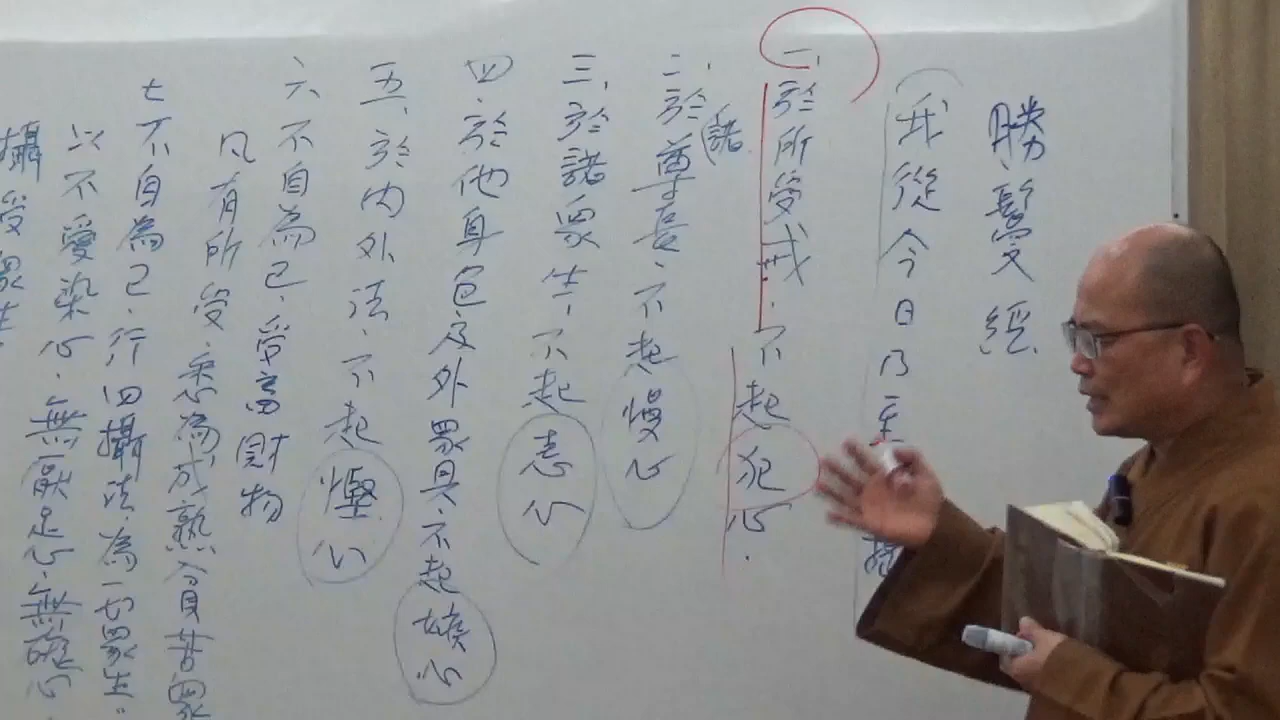 勝鬘經
我從今日乃至
一、於所受戒．不起犯心．
二、於(諸)尊長．不起慢心
三、於諸眾生，不起恚心
四、於他身色及外眾具．不起嫉心
五、於內外法．不起慳心
六、不自為己．受畜財物
凡有所受．悉為成熟貧苦眾
七 不自為己．行四攝法．為一切眾生。
以不愛染心．無厭足心．無礙心．
攝受眾生